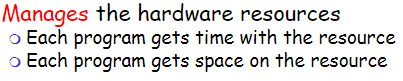 Manages the hardware resources
Each program gets time with the resource
Each program gets space on the resource